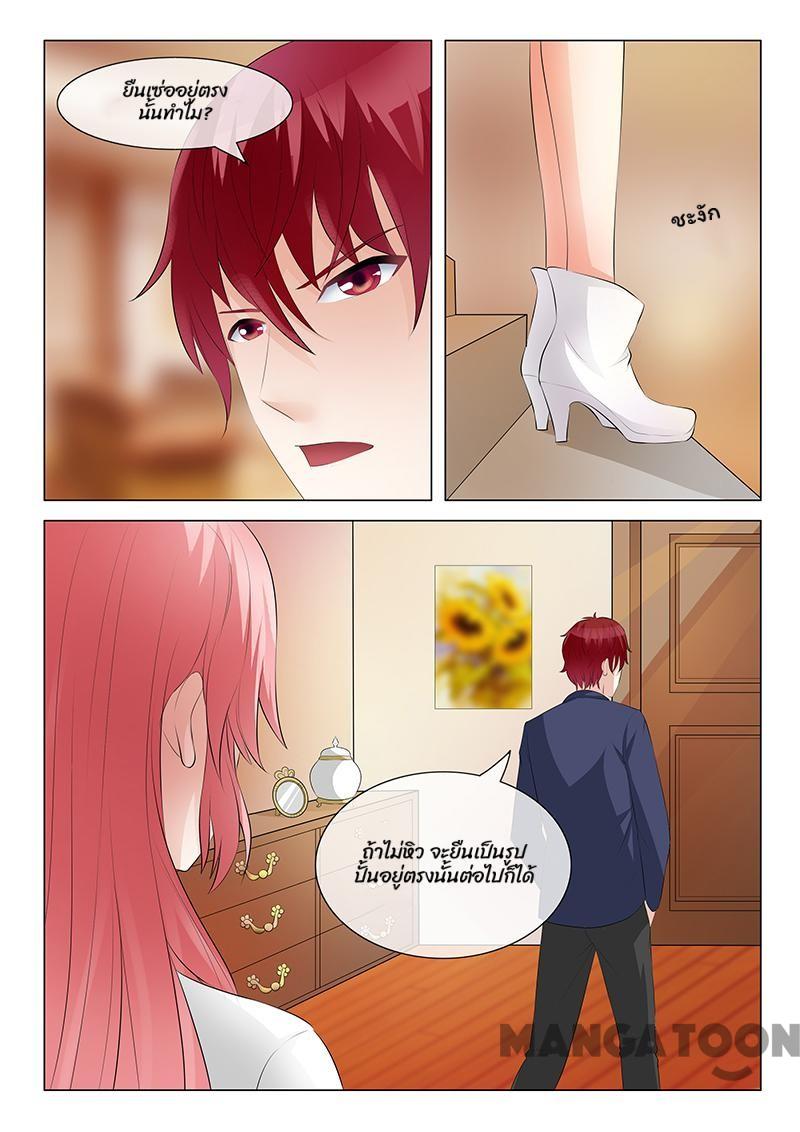 ยืนเซ่ออยู่ตรง
นั้นทำไม?
ชะงัก
ถ้าไม่หิว จะยืนเป็นรูป
ปั้นอยู่ตรงนั้นต่อไปก็ได้
MANGATOON